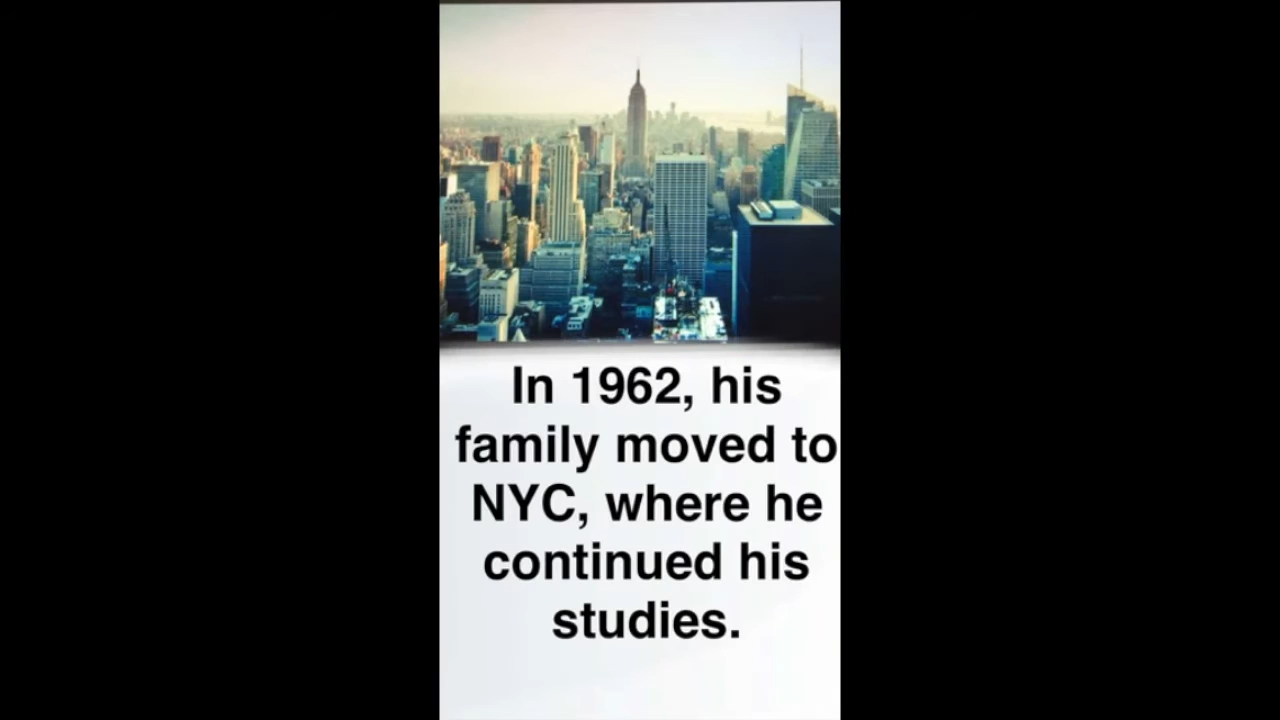 In 1962, his
family moved to
NYC, where he
continued his
studies.